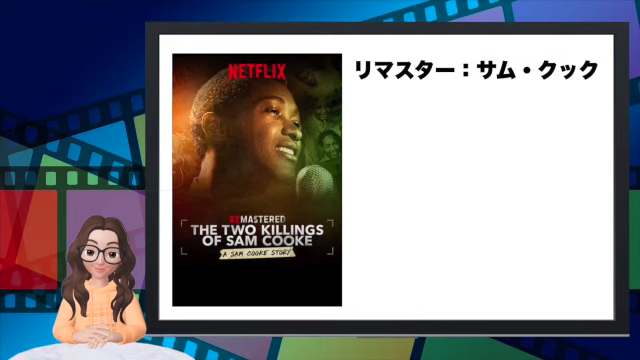 リマスター：サム・クック
NETFLIX
REMASTERED
THE TWO KILLINGS
OF SAM COOKE
A SAM COOKE STORY